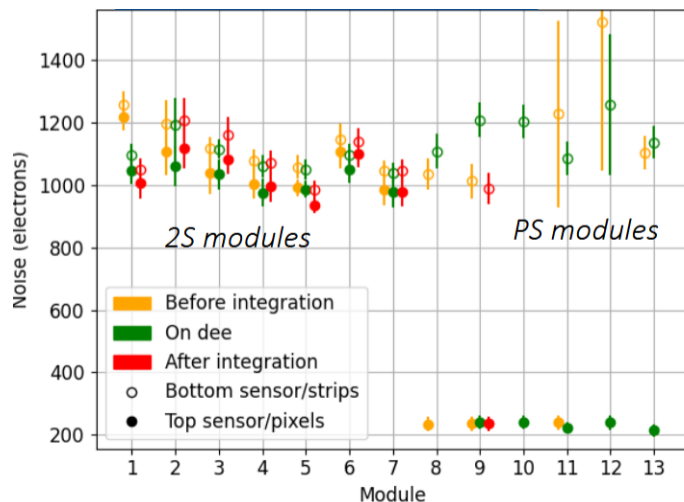 1400
1200
1000
800
600
400
200
Noise (electrons)
2S modules
PS modules
Before integration
On dee
After integration
Bottom sensor/strips
Top sensor/pixels
1 2 3 4 5 6 7 8 9 10 11 12 13
Module